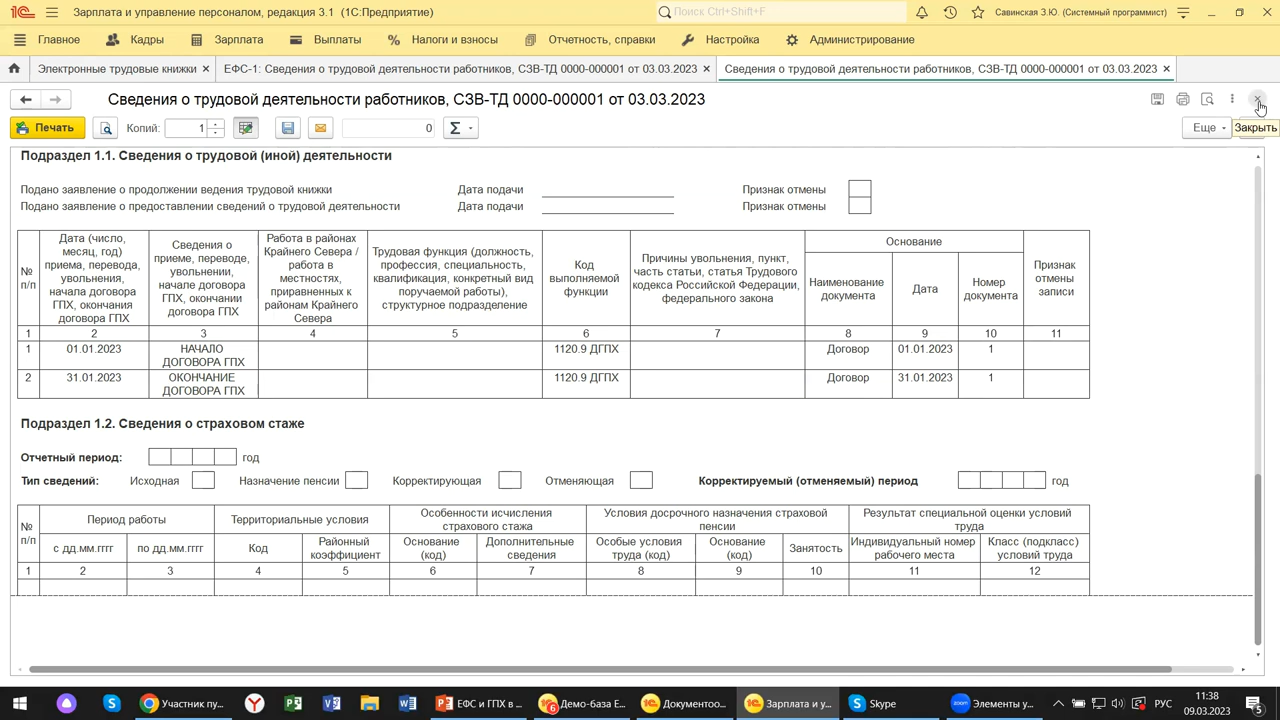 Зарплата и управление персоналом, редакция 3.1 (1С:Предприятие)
Поиск Ctrl+Shift+F
Савинская З.Ю. (Системный программист)
Главное
Кадры
Зарплата
Выплаты
Налоги и взносы
Отчетность, справки
Настройка
Администрирование
Электронные трудовые книжки
ЕФС-1: Сведения о трудовой деятельности работников, СЗВ-ТД 0000-000001 от 03.03.2023
Сведения о трудовой деятельности работников, СЗВ-ТД 0000-000001 от 03.03.2023
Сведения о трудовой деятельности работников, СЗВ-ТД 0000-000001 от 03.03.2023
Печать
Копий:
1
0
Σ
Еще
Закрыть
Подраздел 1.1. Сведения о трудовой (иной) деятельности
Подано заявление о продолжении ведения трудовой книжки Дата подачи Признак отмены
Подано заявление о предоставлении сведений о трудовой деятельности Дата подачи Признак отмены
№
п/п
Дата (число,
месяц, год)
приема, перевода,
увольнения,
начала договора
ГПХ, окончания
договора ГПХ
Сведения о
приеме, переводе,
увольнении,
начале договора
ГПХ, окончании
договора ГПХ
Работа в районах
Крайнего Севера /
работа в
местностях,
приравненных к
районам Крайнего
Севера
Трудовая функция (должность,
профессия, специальность,
квалификация, конкретный вид
поручаемой работы),
структурное подразделение
Код
выполняемой
функции
Причины увольнения, пункт,
часть статьи, статья Трудового
кодекса Российской Федерации,
федерального закона
Основание
Наименование
документа
Дата
Номер
документа
Признак
отмены
записи
1 2 3 4 5 6 7 8 9 10 11
1 01.01.2023 НАЧАЛО
ДОГОВОРА ГПХ
1120.9 ДГПХ Договор 01.01.2023 1
2 31.01.2023 ОКОНЧАНИЕ
ДОГОВОРА ГПХ
1120.9 ДГПХ Договор 31.01.2023 1
Подраздел 1.2. Сведения о страховом стаже
Отчетный период: год
Тип сведений: Исходная Назначение пенсии Корректирующая Отменяющая Корректируемый (отменяемый) период год
№
п/п
Период работы
с дд.мм.гггг
по дд.мм.гггг
Территориальные условия
Код
Районный
коэффициент
Особенности исчисления
страхового стажа
Основание
(код)
Дополнительные
сведения
Условия досрочного назначения страховой
пенсии
Особые условия
труда (код)
Основание
(код)
Занятость
Результат специальной оценки условий
труда
Индивидуальный номер
рабочего места
Класс (подкласс)
условий труда
1 2 3 4 5 6 7 8 9 10 11 12
Участник пу...
ЕФС и ГПХ в ...
Демо-база Е...
Документоо...
Зарплата и у...
Skype
Элементы у...
РУС
11:38
09.03.2023